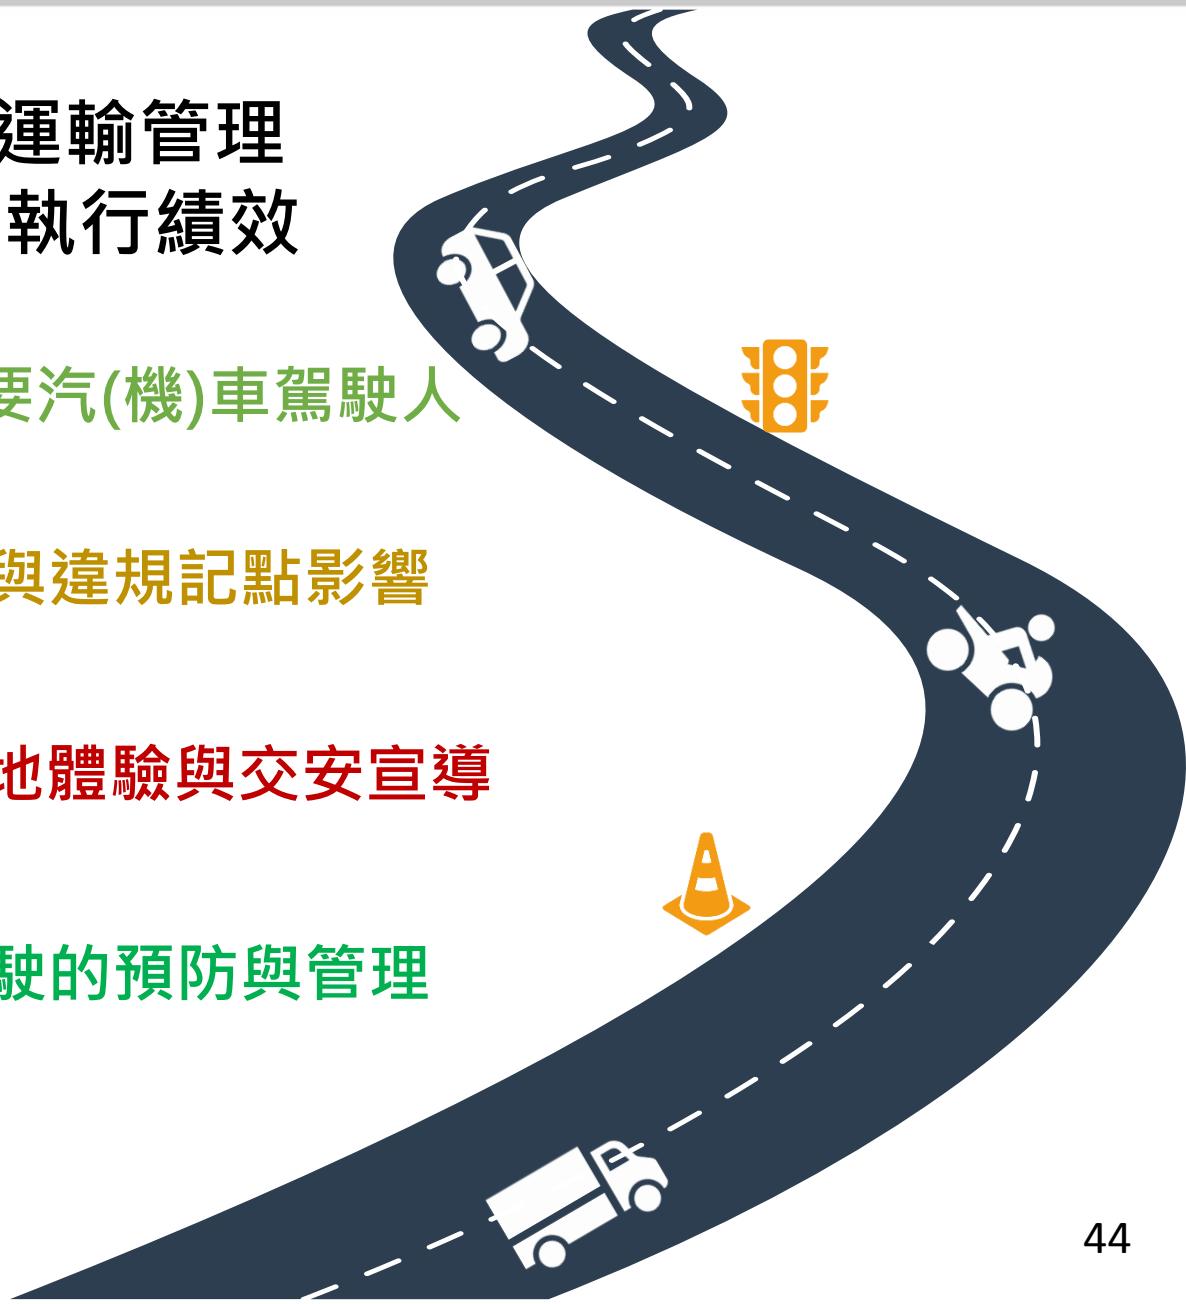 運輸管理
執行績效
要汽(機)車駕駛人
與違規記點影響
地體驗與交安宣導
駛的預防與管理
44